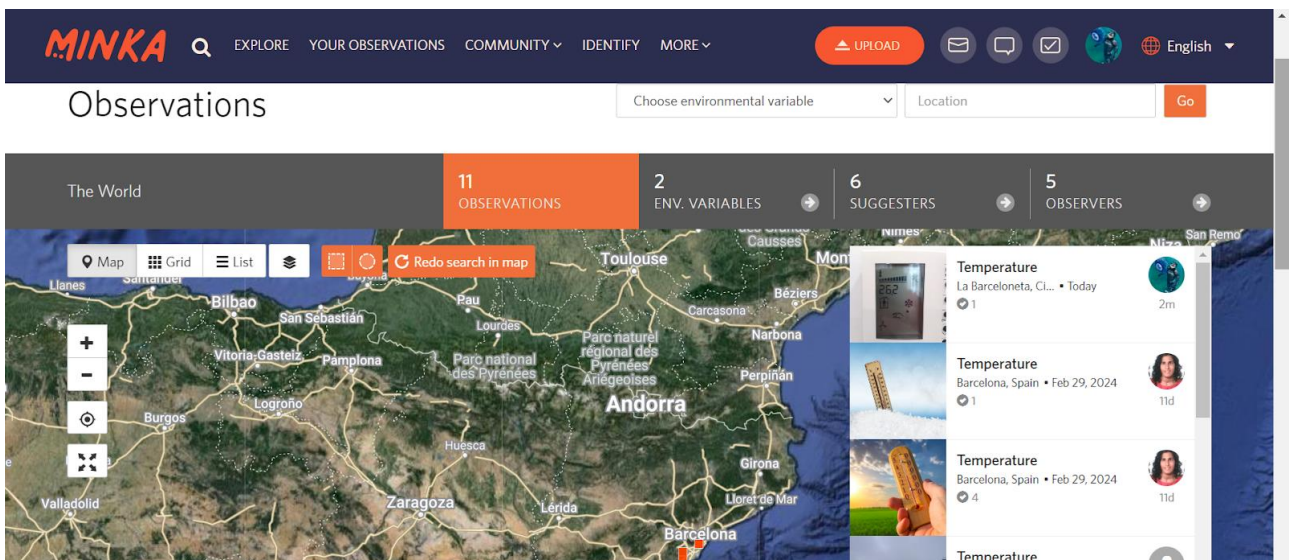 MINKA
EXPLORE YOUR OBSERVATIONS COMMUNITY IDENTIFY MORE
UPLOAD
English
Observations
Choose environmental variable
Location
Go
The World
11
OBSERVATIONS
2
ENV. VARIABLES
6
SUGGESTERS
5
OBSERVERS
Map Grid List
Redo search in map
Temperature
La Barceloneta, Ci... • Today
1
2m
Temperature
Barcelona, Spain • Feb 29, 2024
1
11d
Temperature
Barcelona, Spain • Feb 29, 2024
4
11d
Temperature
Causses
Nimes
San Remo
Toulouse
Llanes
Santander
Bilbao
San Sebastián
Pau
Béziers
Carcasona
Lourdes
Narbona
Vitoria-Gasteiz
Pamplona
Parc national
des Pyrénées
Parc naturel
régional des
Pyrénées
Ariégeoises
Perpiñán
Andorra
Logroño
Burgos
Huesca
Girona
Valladolid
Zaragoza
Lérida
Lloret de Mar
Barcelona